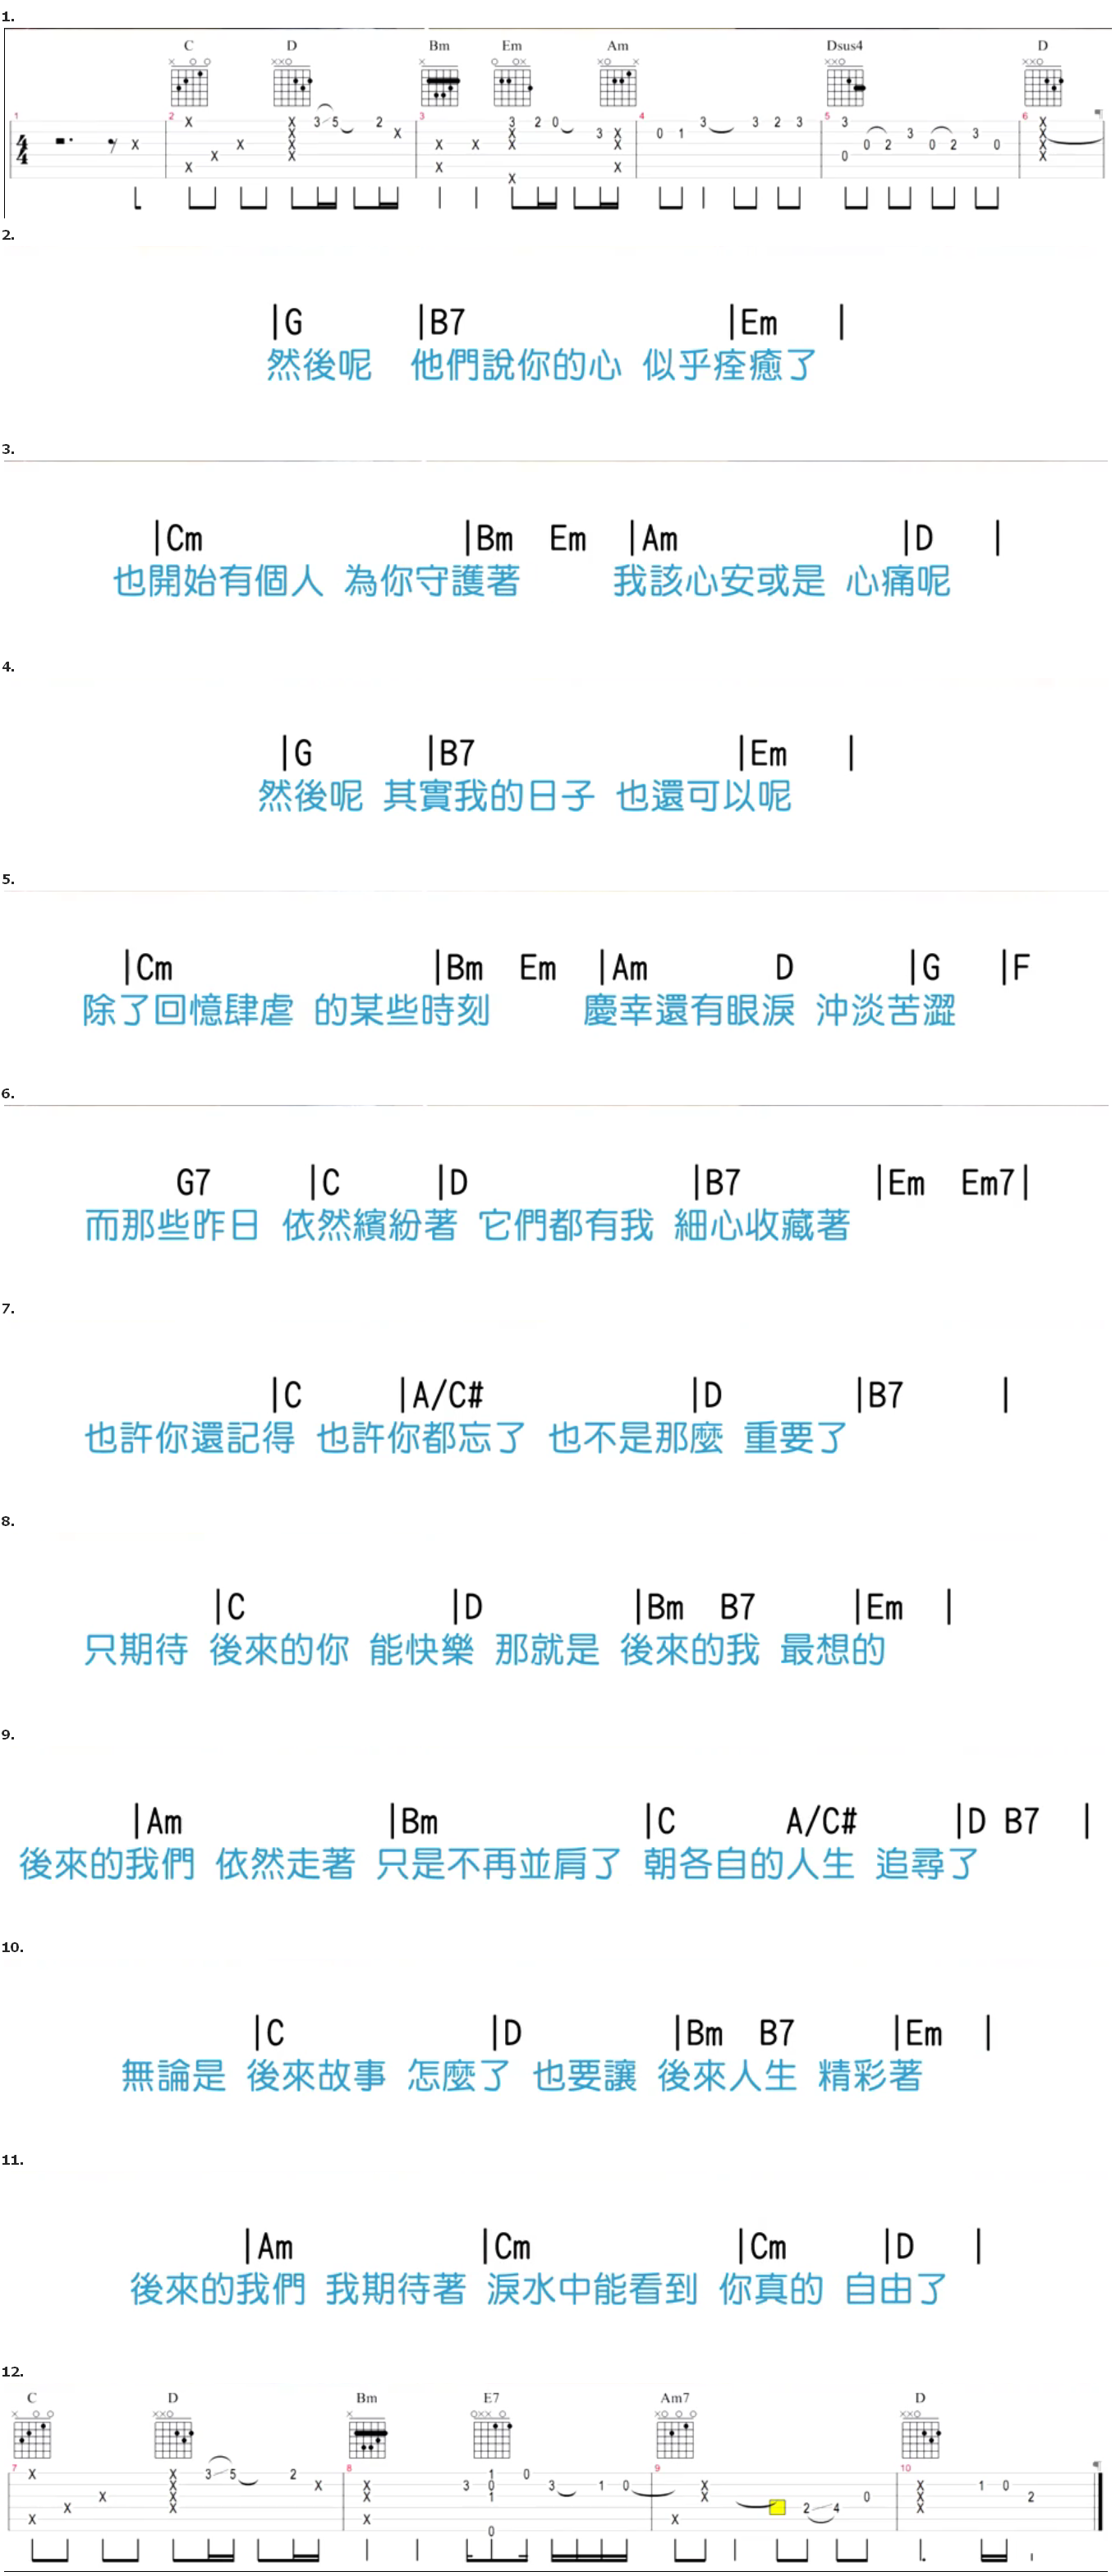 1.
C D Bm Em Am Dsus4 D
2.
|G |B7 |Em |
然後呢 他們說你的心 似乎痊癒了
3.
|Cm |Bm Em |Am |D |
也開始有個人 為你守護著 我該心安或是 心痛呢
4.
|G |B7 |Em |
然後呢 其實我的日子 也還可以呢
5.
|Cm |Bm Em |Am D |G |F
除了回憶肆虐 的某些時刻 慶幸還有眼淚 沖淡苦澀
6.
G7 |C |D |B7 |Em Em7|
而那些昨日 依然繽紛著 它們都有我 細心收藏著
7.
|C |A/C# |D |B7 |
也許你還記得 也許你都忘了 也不是那麼 重要了
8.
|C |D |Bm B7 |Em |
只期待 後來的你 能快樂 那就是 後來的我 最想的
9.
|Am |Bm |C A/C# |D B7 |
後來的我們 依然走著 只是不再並肩了 朝各自的人生 追尋了
10.
|C |D |Bm B7 |Em |
無論是 後來故事 怎麼了 也要讓 後來人生 精彩著
11.
|Am |Cm |Cm |D |
後來的我們 我期待著 淚水中能看到 你真的 自由了
12.
C D Bm E7 Am7 D